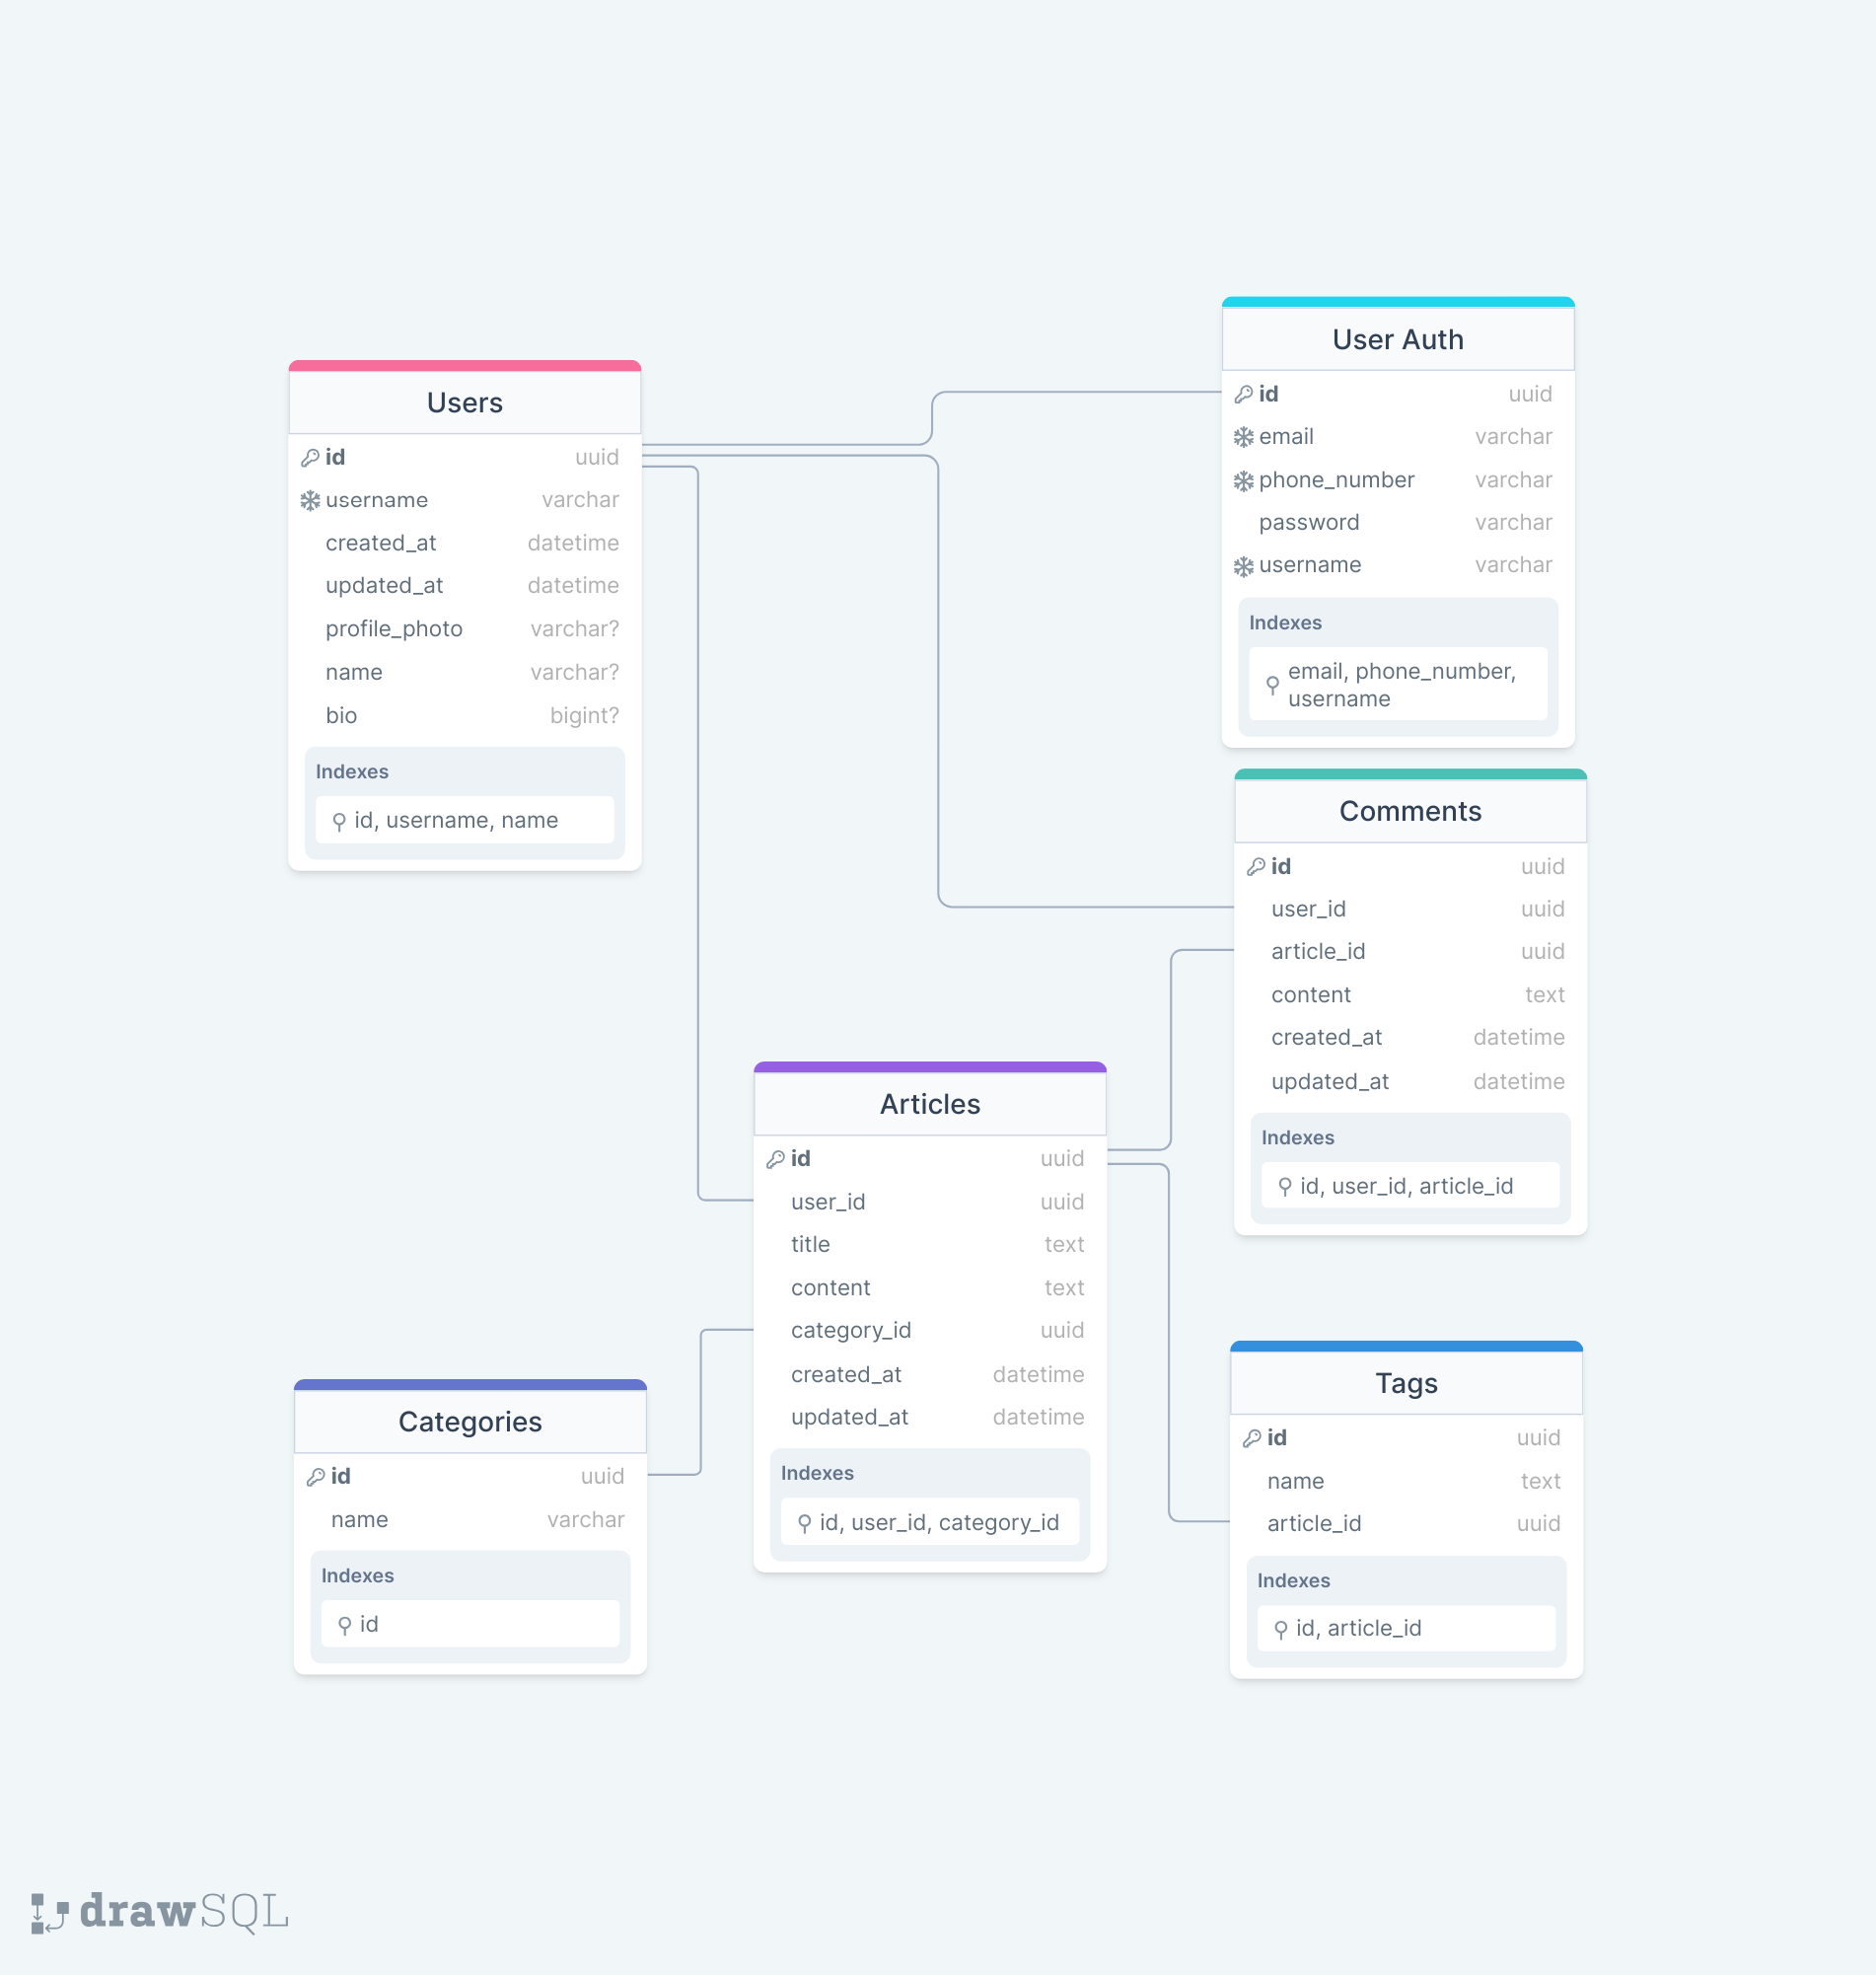 Users
id uuid
username varchar
created_at datetime
updated_at datetime
profile_photo varchar?
name varchar?
bio bigint?
Indexes
id, username, name
User Auth
id uuid
email varchar
phone_number varchar
password varchar
username varchar
Indexes
email, phone_number,
username
Comments
id uuid
user_id uuid
article_id uuid
content text
created_at datetime
updated_at datetime
Indexes
id, user_id, article_id
Articles
id uuid
user_id uuid
title text
content text
category_id uuid
created_at datetime
updated_at datetime
Indexes
id, user_id, category_id
Categories
id uuid
name varchar
Indexes
id
Tags
id uuid
name text
article_id uuid
Indexes
id, article_id
drawSQL